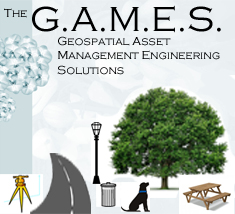 The G.A.M.E.S.
Geospatial Asset
Management Engineering
Solutions